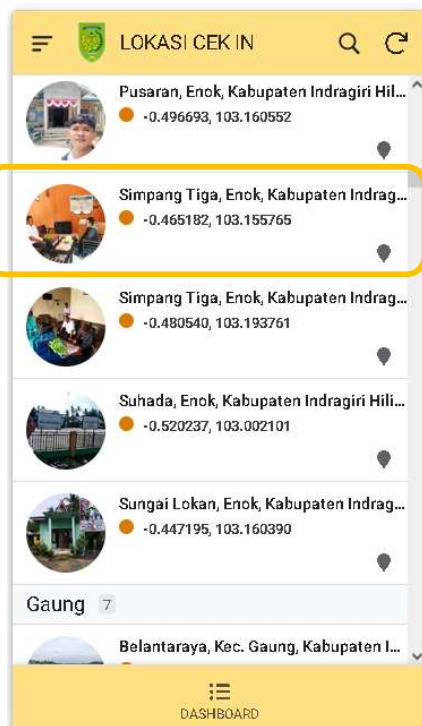 LOKASI CEK IN
Pusaran, Enok, Kabupaten Indragiri Hil...
-0.496693, 103.160552
Simpang Tiga, Enok, Kabupaten Indrag...
-0.465182, 103.155765
Simpang Tiga, Enok, Kabupaten Indrag...
-0.480540, 103.193761
Suhada, Enok, Kabupaten Indragiri Hili...
-0.520237, 103.002101
Sungai Lokan, Enok, Kabupaten Indrag...
-0.447195, 103.160390
Gaung 7
Belantaraya, Kec. Gaung, Kabupaten I...
DASHBOARD